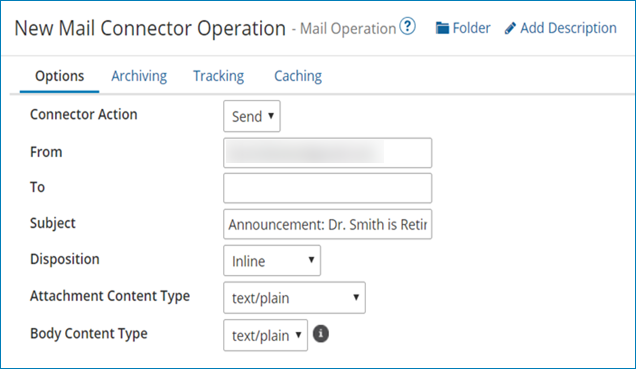 New Mail Connector Operation - Mail Operation ? Folder Add Description
Options Archiving Tracking Caching
Connector Action Send
From
To
Subject Announcement: Dr. Smith is Retir
Disposition Inline
Attachment Content Type text/plain
Body Content Type text/plain i